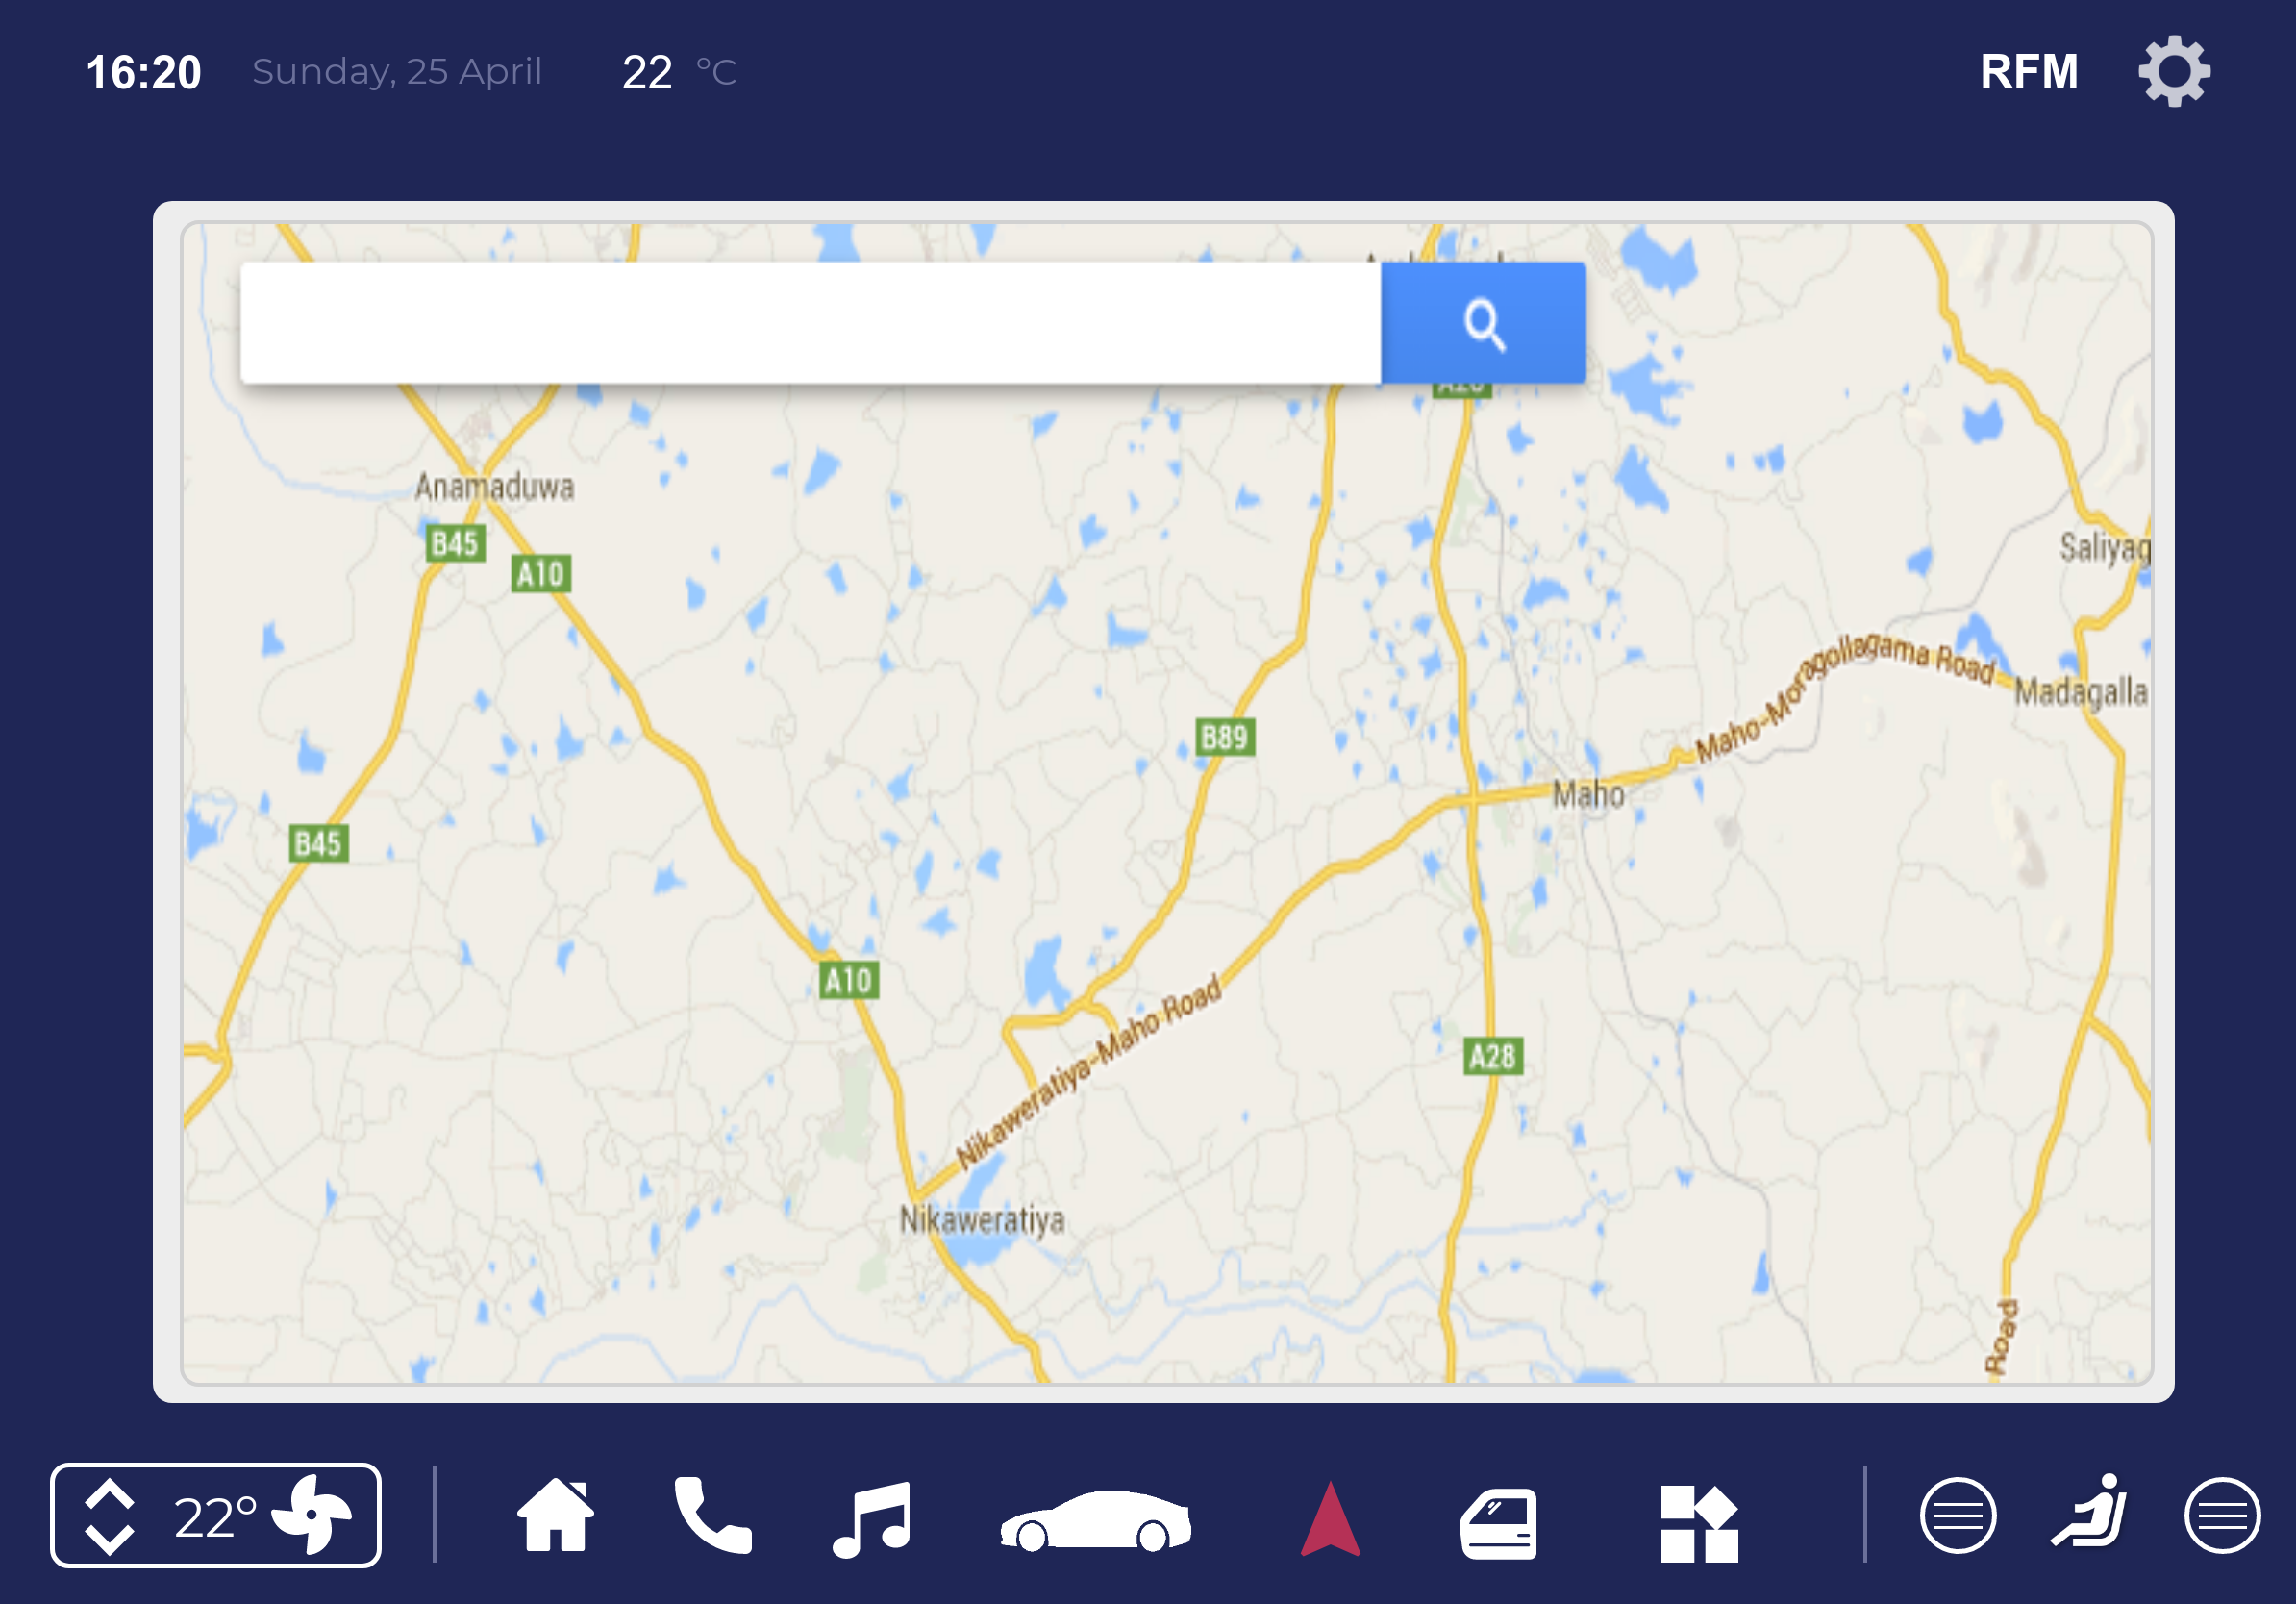 16:20 Sunday, 25 April 22 °C RFM
Anamaduwa
B45
A10
Saliyag
Maho-Moragollagama Road
Madagalla
B89
Maho
B45
A10
Nikaweratiya-Maho Road
A28
Nikaweratiya
Road
22°